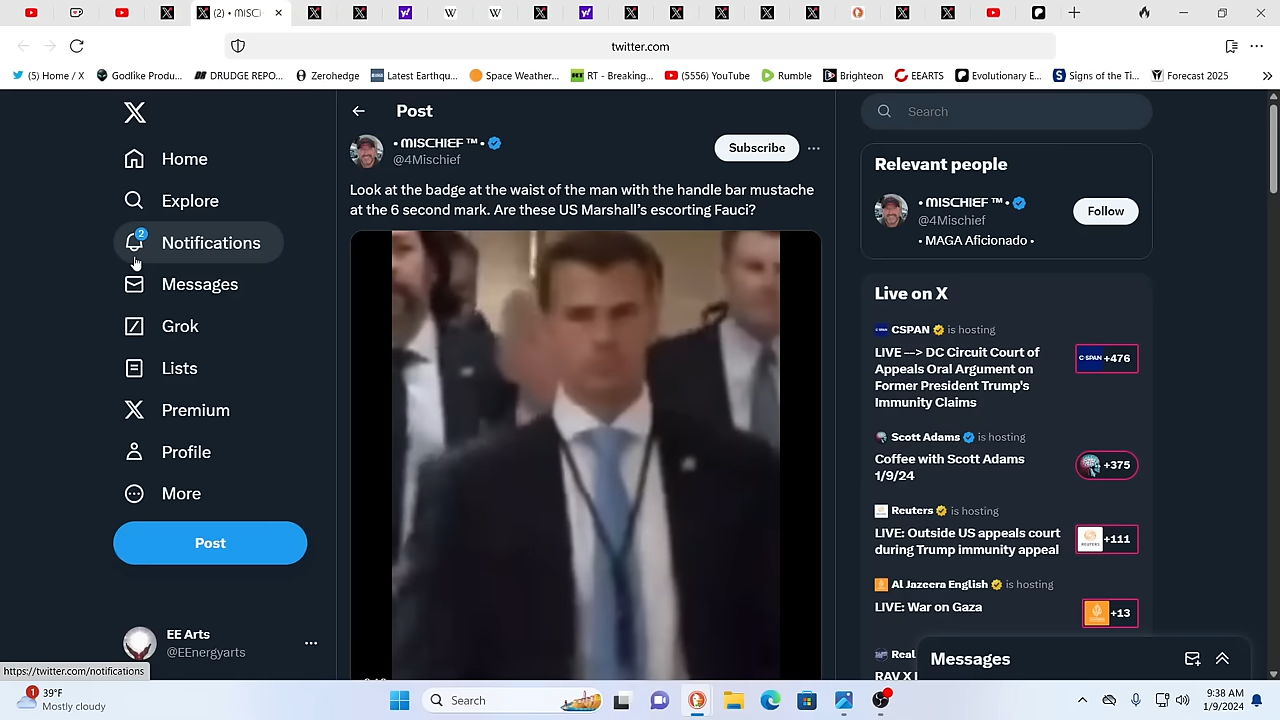 (2) • MISCI
twitter.com
(5) Home / X
Godlike Produ...
DRUDGE REPO...
Zerohedge
Latest Earthqu...
Space Weather...
RT - Breaking...
(5556) YouTube
Rumble
Brighteon
EEARTS
Evolutionary E...
Signs of the Ti...
Forecast 2025
Home
Explore
2
Notifications
Messages
Grok
Lists
Premium
Profile
More
Post
EE Arts
@EEnergyarts
https://twitter.com/notifications
Post
• MISCHIEF ™ •
@4Mischief
Subscribe
Look at the badge at the waist of the man with the handle bar mustache
at the 6 second mark. Are these US Marshall's escorting Fauci?
Search
Relevant people
• MISCHIEF ™ •
@4Mischief
Follow
• MAGA Aficionado •
Live on X
CSPAN is hosting
LIVE —> DC Circuit Court of
Appeals Oral Argument on
Former President Trump's
Immunity Claims
C-SPAN +476
Scott Adams is hosting
Coffee with Scott Adams
1/9/24
+375
Reuters is hosting
LIVE: Outside US appeals court
during Trump immunity appeal
REUTERS +111
Al Jazeera English is hosting
LIVE: War on Gaza
+13
Real
RAV X L
Messages
1
39°F
Mostly cloudy
Search
9:38 AM
1/9/2024